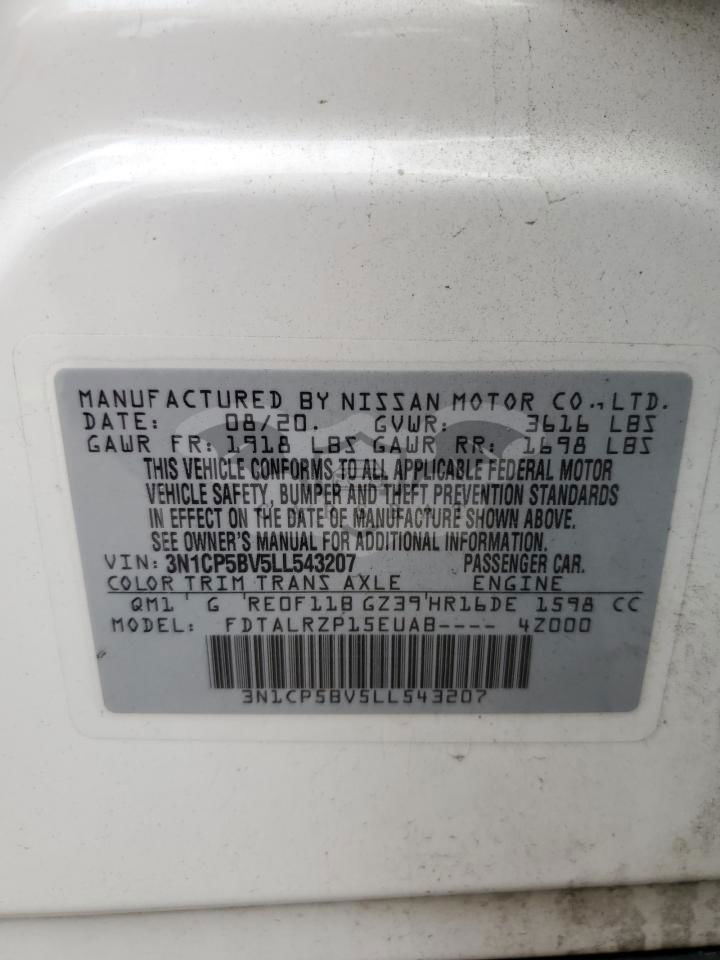 MANUFACTURED BY NISSAN MOTOR CO., LTD.
DATE: 08/20. GVWR: 3616 LBS
GAWR FR: 1918 LBS GAWR RR: 1698 LBS
THIS VEHICLE CONFORMS TO ALL APPLICABLE FEDERAL MOTOR
VEHICLE SAFETY, BUMPER AND THEFT PREVENTION STANDARDS
IN EFFECT ON THE DATE OF MANUFACTURE SHOWN ABOVE.
SEE OWNER'S MANUAL FOR ADDITIONAL INFORMATION.
VIN: 3N1CP5BV5LL543207 PASSENGER CAR.
COLOR TRIM TRANS AXLE ENGINE
QM1 G RE0F11B GZ39 HR16DE 1598 CC
MODEL: FDTALRZP15EUAB---- 4Z000
3N1CP5BV5LL543207